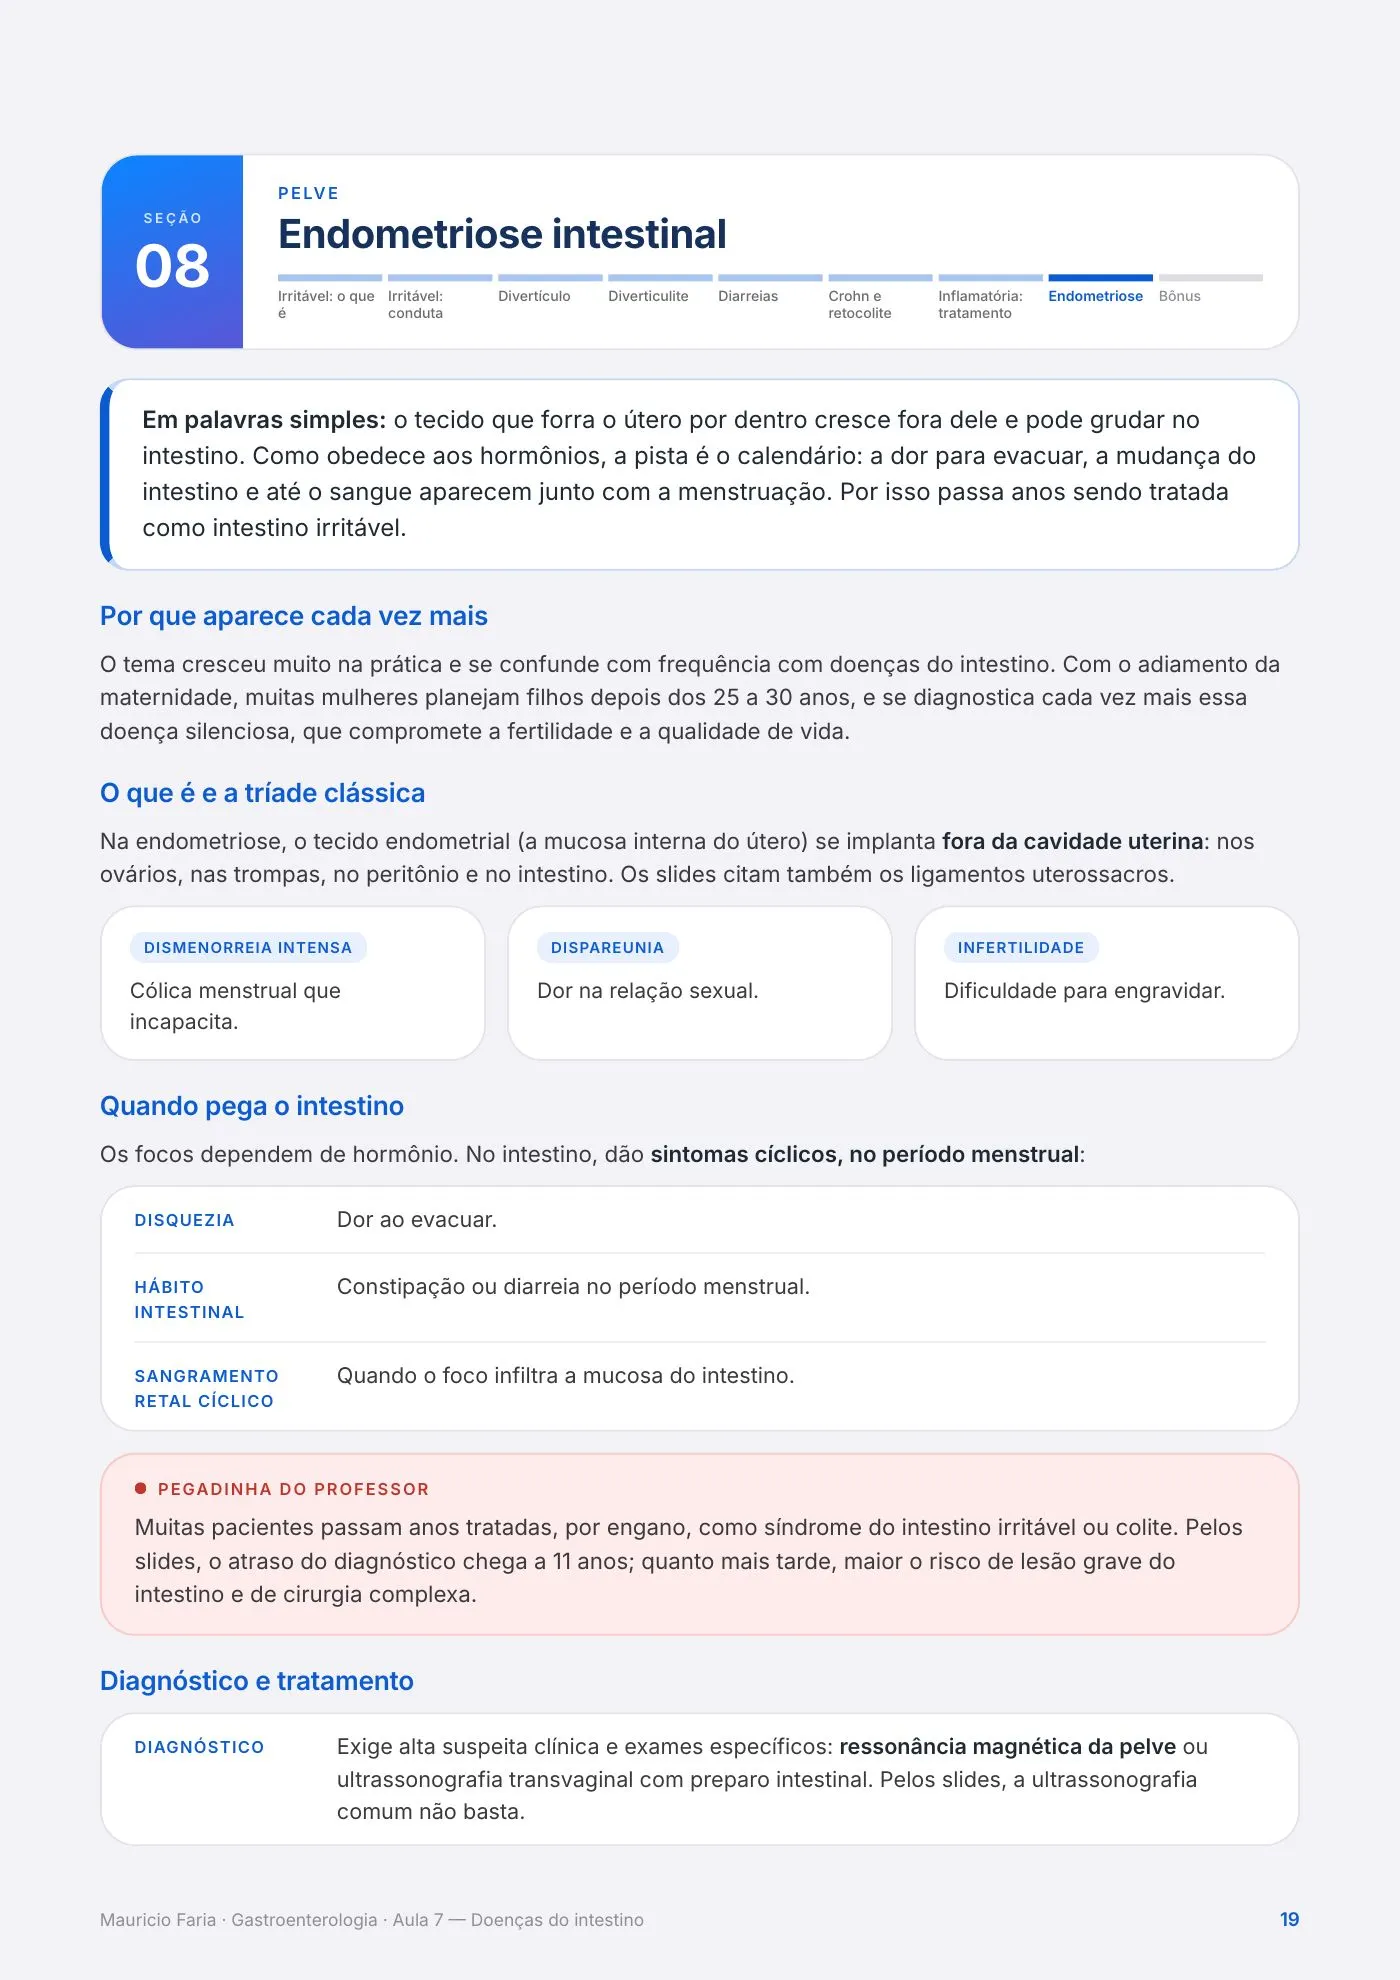 SEÇÃO
08
PELVE
Endometriose intestinal
Irritável: o que é
Irritável: conduta
Divertículo
Diverticulite
Diarreias
Crohn e retocolite
Inflamatória: tratamento
Endometriose
Bônus
Em palavras simples: o tecido que forra o útero por dentro cresce fora dele e pode grudar no
intestino. Como obedece aos hormônios, a pista é o calendário: a dor para evacuar, a mudança do
intestino e até o sangue aparecem junto com a menstruação. Por isso passa anos sendo tratada
como intestino irritável.
Por que aparece cada vez mais
O tema cresceu muito na prática e se confunde com frequência com doenças do intestino. Com o adiamento da
maternidade, muitas mulheres planejam filhos depois dos 25 a 30 anos, e se diagnostica cada vez mais essa
doença silenciosa, que compromete a fertilidade e a qualidade de vida.
O que é e a tríade clássica
Na endometriose, o tecido endometrial (a mucosa interna do útero) se implanta fora da cavidade uterina: nos
ovários, nas trompas, no peritônio e no intestino. Os slides citam também os ligamentos uterossacros.
DISMENORREIA INTENSA
Cólica menstrual que
incapacita.
DISPAREUNIA
Dor na relação sexual.
INFERTILIDADE
Dificuldade para engravidar.
Quando pega o intestino
Os focos dependem de hormônio. No intestino, dão sintomas cíclicos, no período menstrual:
DISQUEZIA
Dor ao evacuar.
HÁBITO
INTESTINAL
Constipação ou diarreia no período menstrual.
SANGRAMENTO
RETAL CÍCLICO
Quando o foco infiltra a mucosa do intestino.
PEGADINHA DO PROFESSOR
Muitas pacientes passam anos tratadas, por engano, como síndrome do intestino irritável ou colite. Pelos
slides, o atraso do diagnóstico chega a 11 anos; quanto mais tarde, maior o risco de lesão grave do
intestino e de cirurgia complexa.
Diagnóstico e tratamento
DIAGNÓSTICO
Exige alta suspeita clínica e exames específicos: ressonância magnética da pelve ou
ultrassonografia transvaginal com preparo intestinal. Pelos slides, a ultrassonografia
comum não basta.
Mauricio Faria · Gastroenterologia · Aula 7 — Doenças do intestino
19